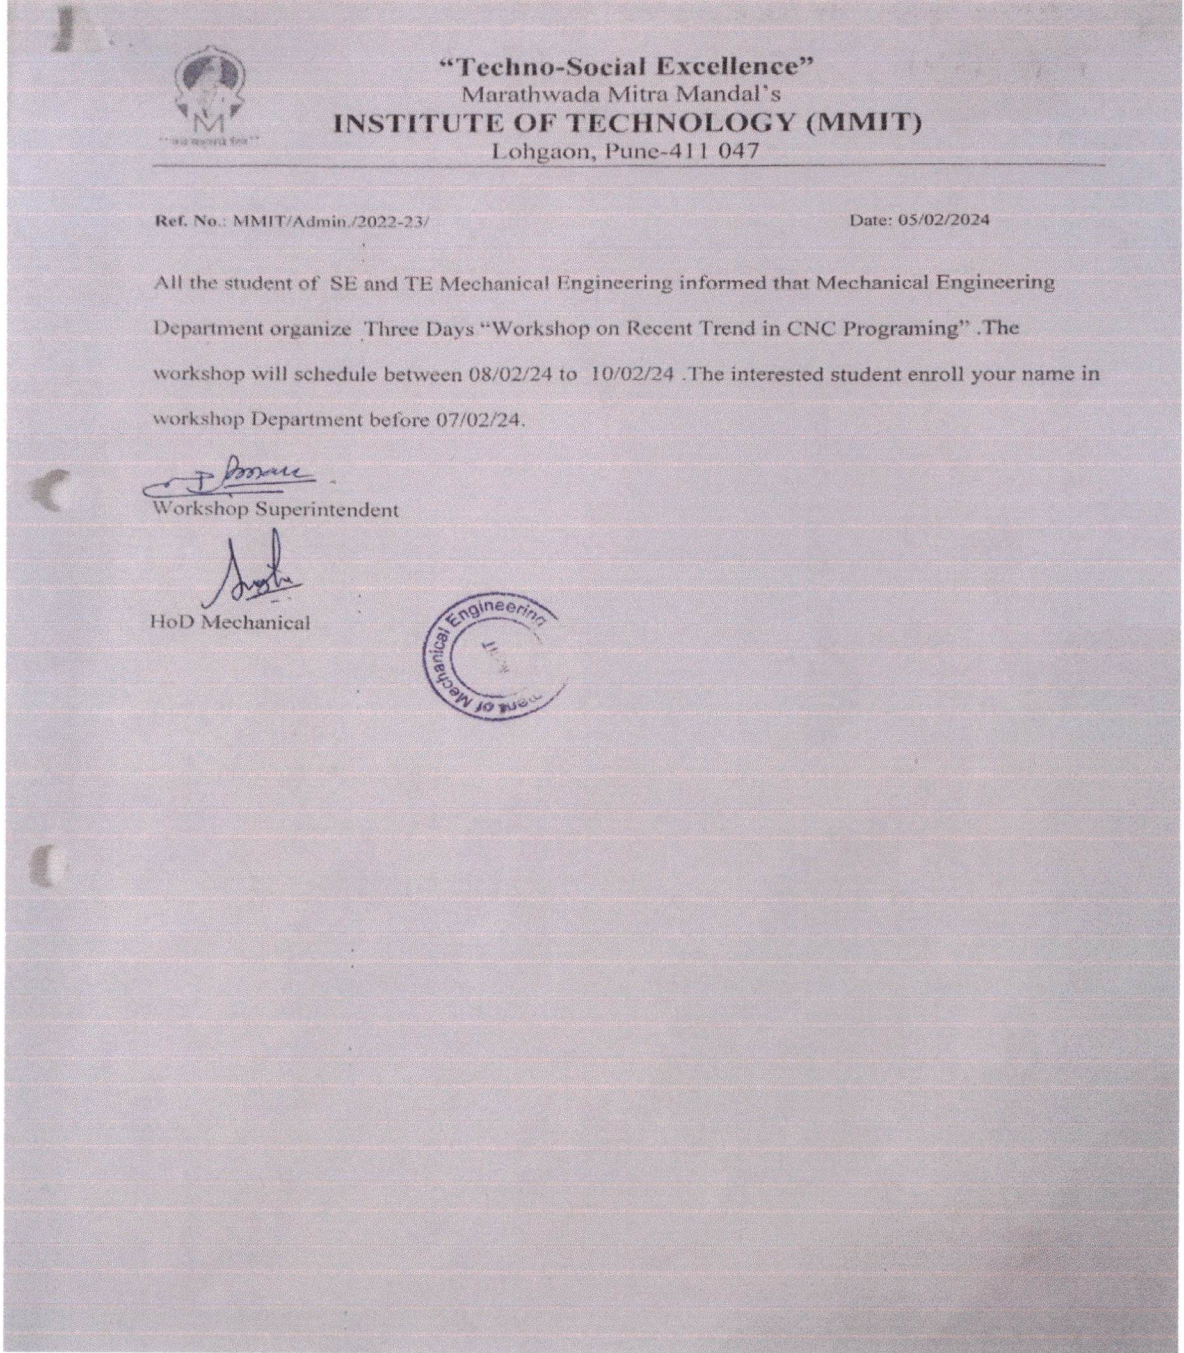 “Techno-Social Excellence”
Marathwada Mitra Mandal’s
INSTITUTE OF TECHNOLOGY (MMIT)
Lohgaon, Pune-411 047
Ref. No.: MMIT/Admin./2022-23/ Date: 05/02/2024
All the student of SE and TE Mechanical Engineering informed that Mechanical Engineering
Department organize Three Days “Workshop on Recent Trend in CNC Programing” .The
workshop will schedule between 08/02/24 to 10/02/24 .The interested student enroll your name in
workshop Department before 07/02/24.
Workshop Superintendent
HoD Mechanical
ment of Mechanical Engineering